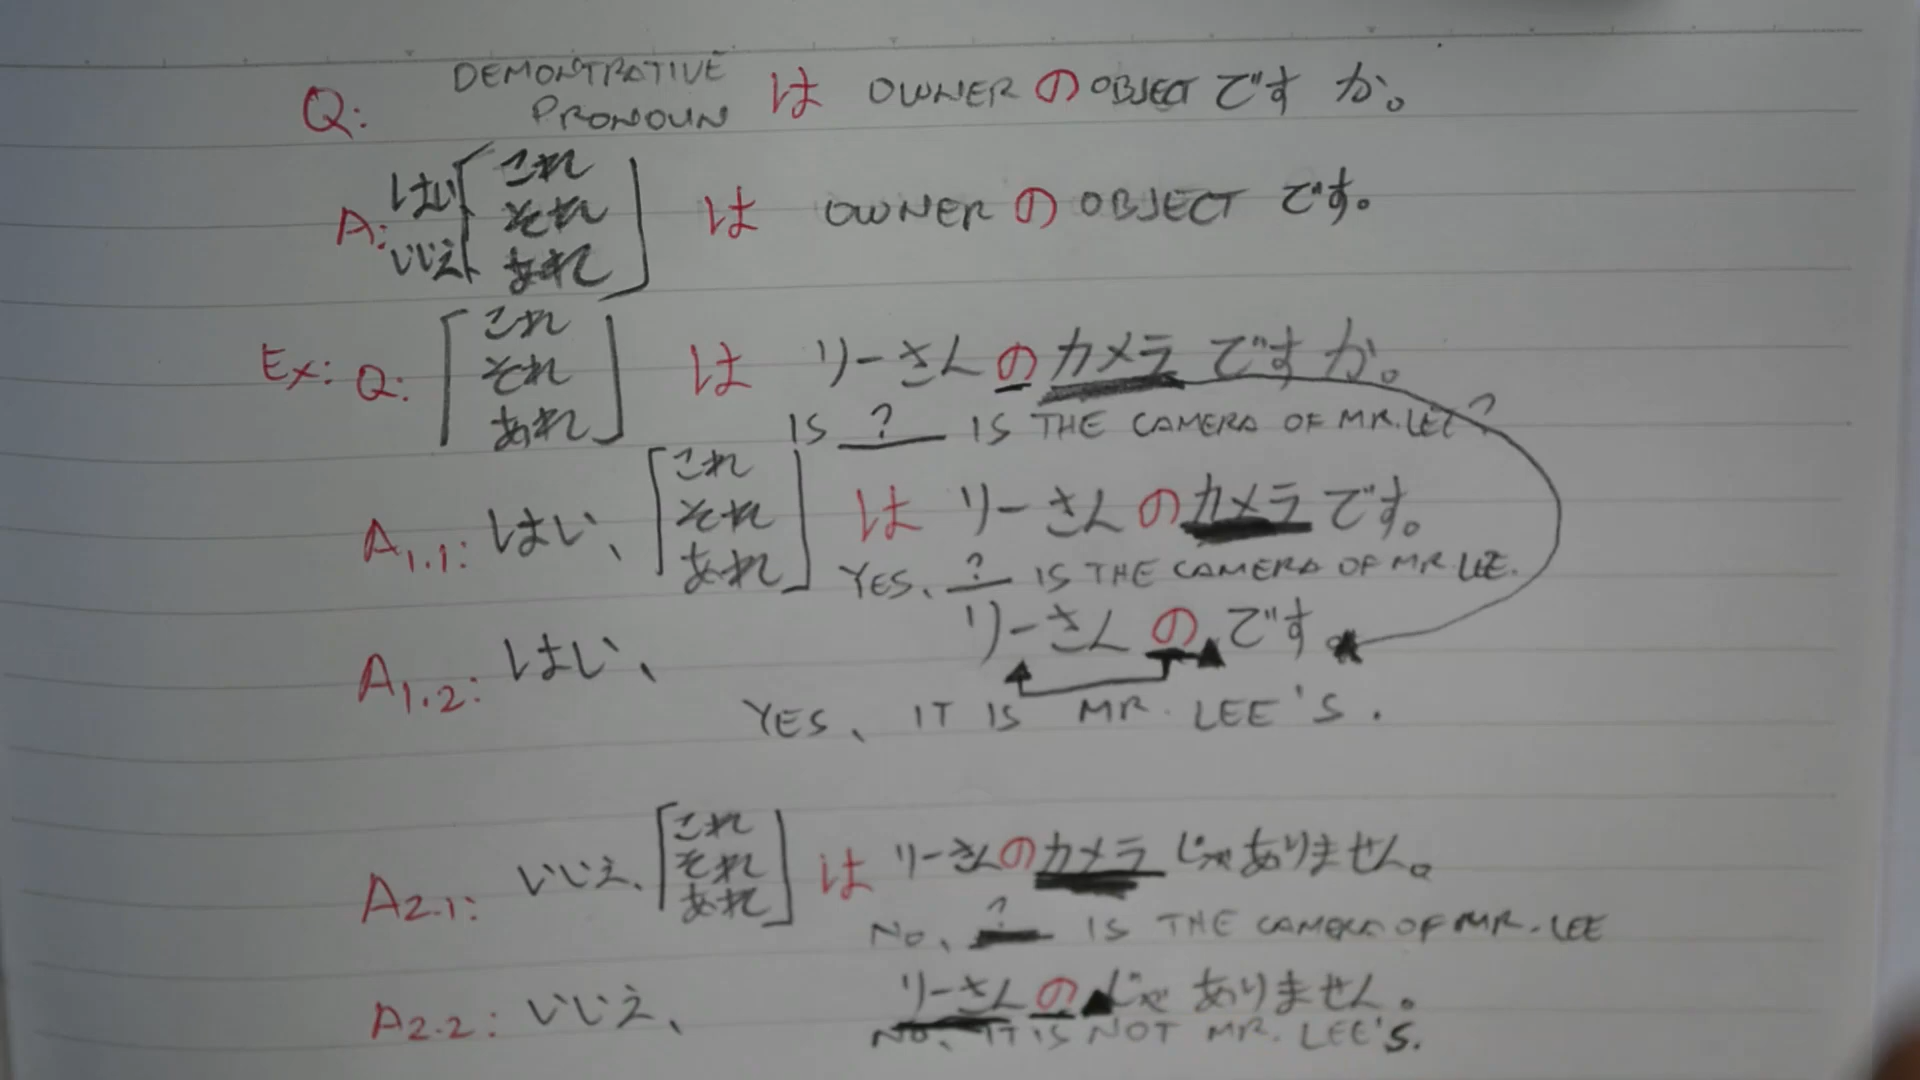 Q: DEMONTRATIVE PRONOUN は OWNER の OBJECT ですか。
これ
はい それ
A: は OWNER の OBJECT です。
いいえ あれ
これ
Ex: Q: それ は リーさんのカメラですか。
あれ
IS ? IS THE CAMERA OF MR. LEE?
これ
A1.1: はい、それ は リーさんのカメラです。
あれ
YES、 ? IS THE CAMERA OF MR. LEE.
A1.2: はい、 リーさんの です
YES、 IT IS MR. LEE'S.
これ
A2.1: いいえ、それ は リーさんのカメラ じゃありません。
あれ
NO、 ? IS THE CAMERA OF MR. LEE
A2.2: いいえ、 リーさんの じゃ ありません。
NO、 IT IS NOT MR. LEE'S.